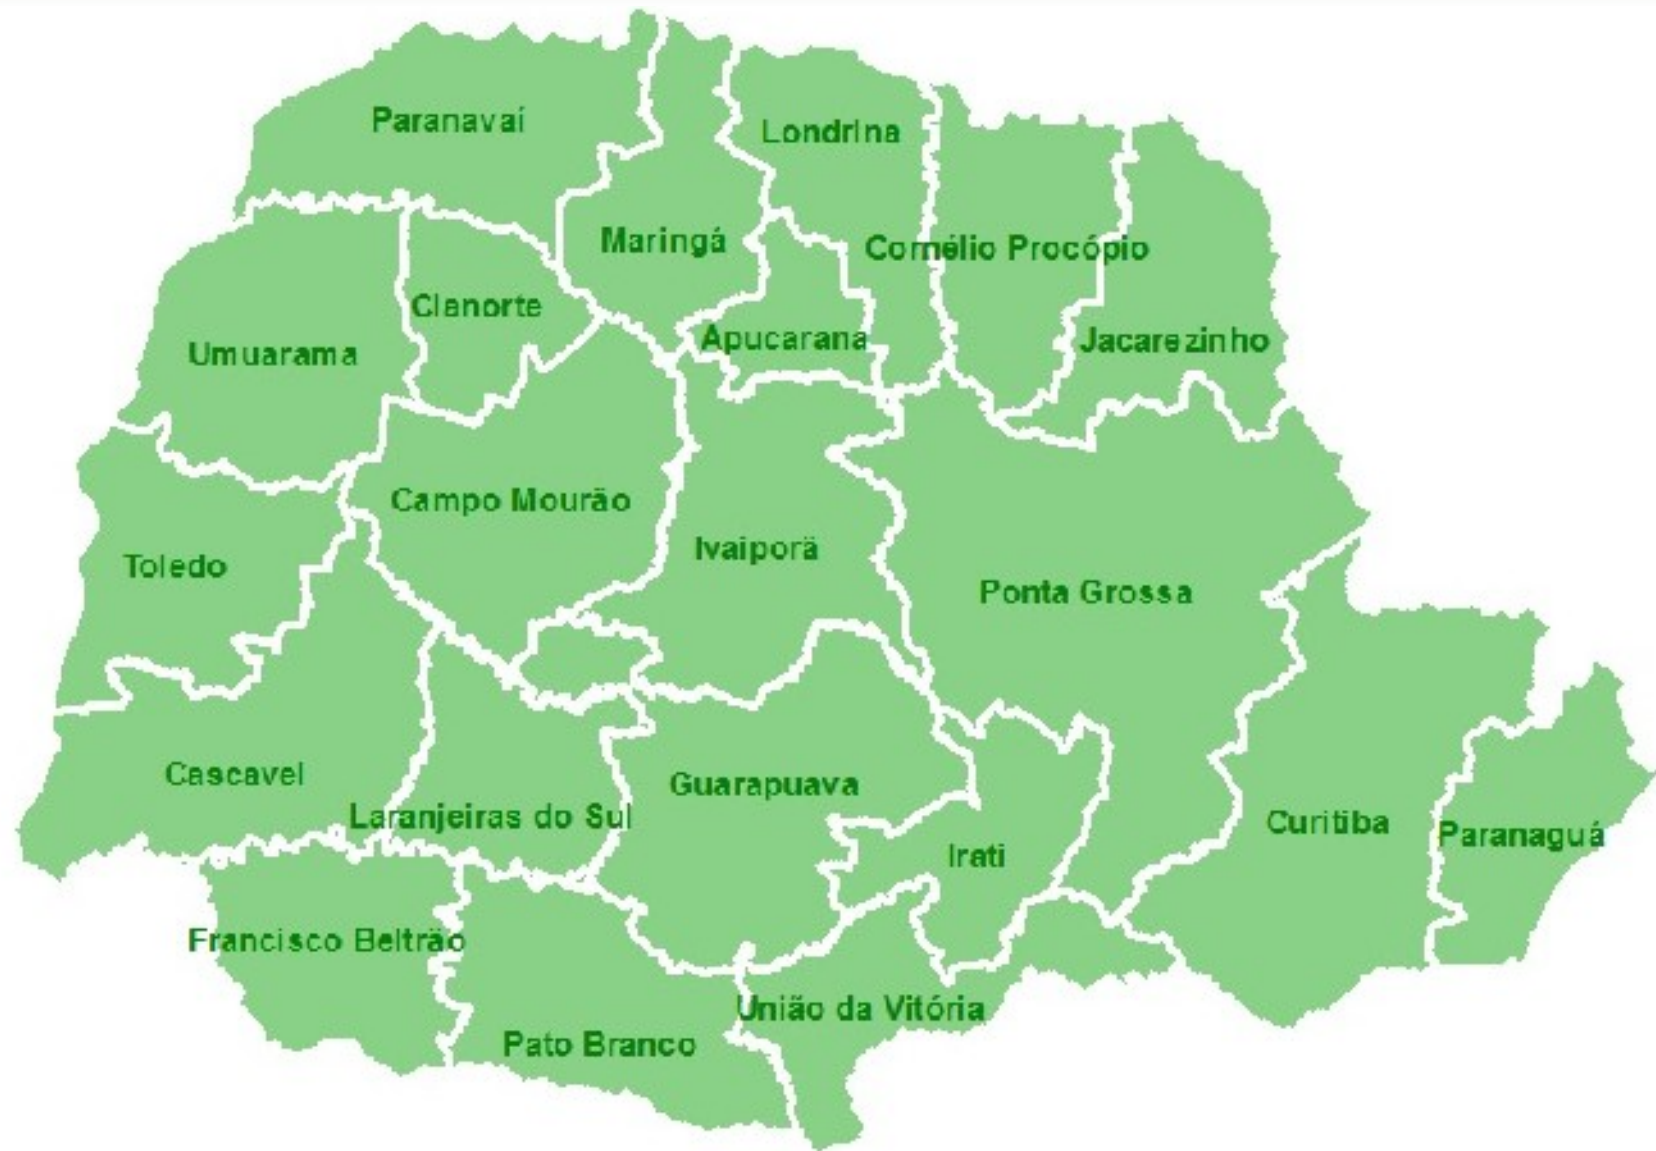 Paranavaí
Londrina
Maringá
Cornélio Procópio
Cianorte
Apucarana
Jacarezinho
Umuarama
Campo Mourão
Ivaiporã
Toledo
Ponta Grossa
Cascavel
Guarapuava
Laranjeiras do Sul
Curitiba
Paranaguá
Irati
Francisco Beltrão
União da Vitória
Pato Branco